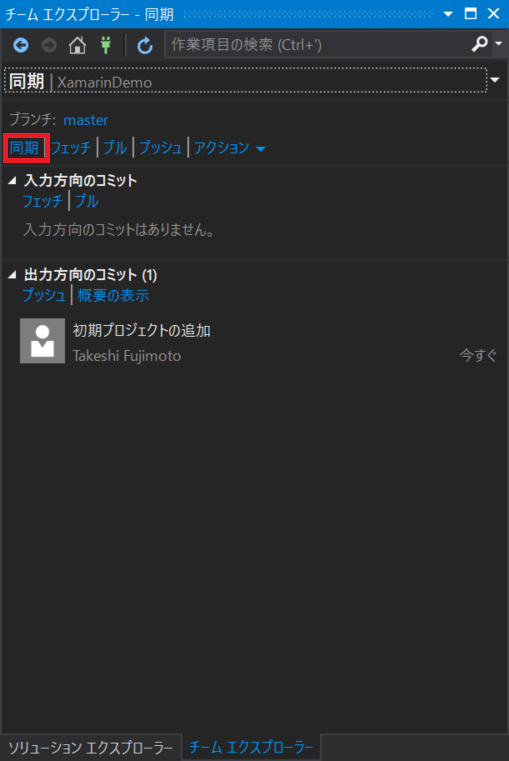 チーム エクスプローラー - 同期
作業項目の検索 (Ctrl+')
同期 | XamarinDemo
ブランチ: master
同期 | フェッチ | プル | プッシュ | アクション
入力方向のコミット
フェッチ | プル
入力方向のコミットはありません。
出力方向のコミット (1)
プッシュ | 概要の表示
初期プロジェクトの追加
Takeshi Fujimoto 今すぐ
ソリューション エクスプローラー チーム エクスプローラー